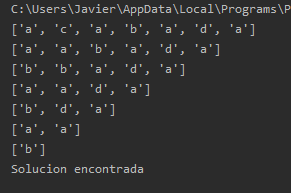 C:\Users\Javier\AppData\Local\Programs\P
['a', 'c', 'a', 'b', 'a', 'd', 'a']
['a', 'a', 'b', 'a', 'd', 'a']
['b', 'b', 'a', 'd', 'a']
['a', 'a', 'd', 'a']
['b', 'd', 'a']
['a', 'a']
['b']
Solucion encontrada